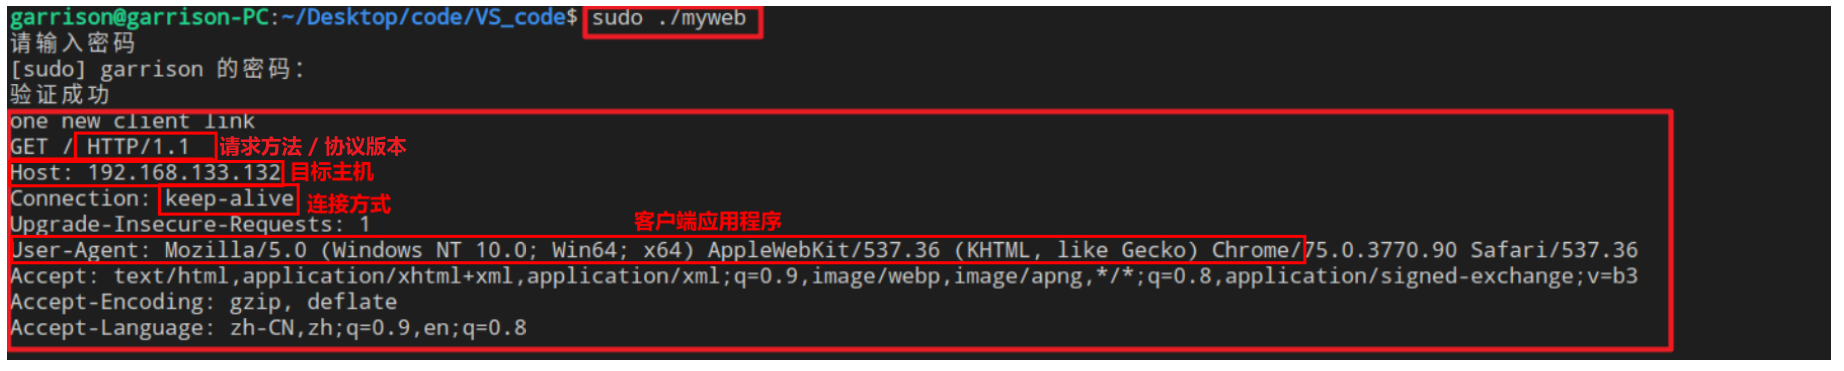 garrison@garrison-PC:~/Desktop/code/VS_code$ sudo ./myweb
请输入密码
[sudo] garrison 的密码：
验证成功
one new client link
GET / HTTP/1.1 请求方法 / 协议版本
Host: 192.168.133.132 目标主机
Connection: keep-alive 连接方式
Upgrade-Insecure-Requests: 1 客户端应用程序
User-Agent: Mozilla/5.0 (Windows NT 10.0; Win64; x64) AppleWebKit/537.36 (KHTML, like Gecko) Chrome/75.0.3770.90 Safari/537.36
Accept: text/html,application/xhtml+xml,application/xml;q=0.9,image/webp,image/apng,*/*;q=0.8,application/signed-exchange;v=b3
Accept-Encoding: gzip, deflate
Accept-Language: zh-CN,zh;q=0.9,en;q=0.8